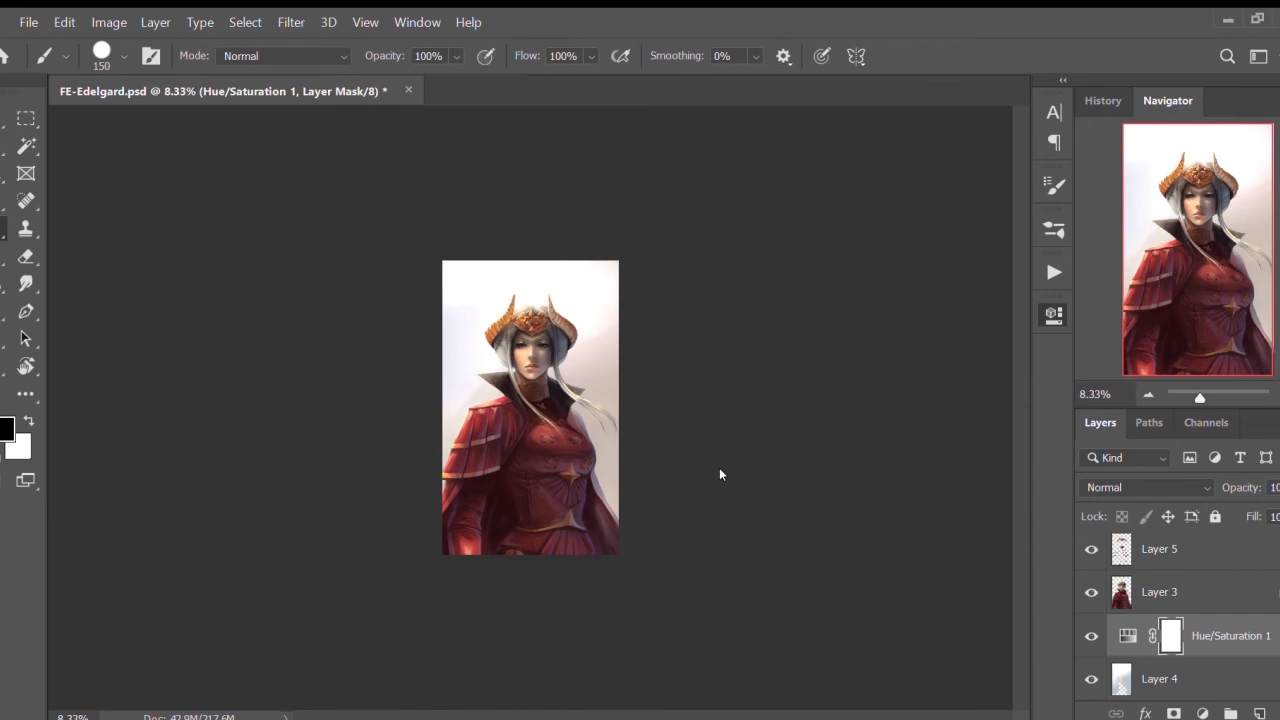 File Edit Image Layer Type Select Filter 3D View Window Help
150 Mode: Normal Opacity: 100% Flow: 100% Smoothing: 0%
FE-Edelgard.psd @ 8.33% (Hue/Saturation 1, Layer Mask/8) * ×
History Navigator
8.33%
Layers Paths Channels
Kind
Normal Opacity: 10
Lock: Fill: 10
Layer 5
Layer 3
Hue/Saturation 1
Layer 4
8.33% Doc: 42.9M/217.6M